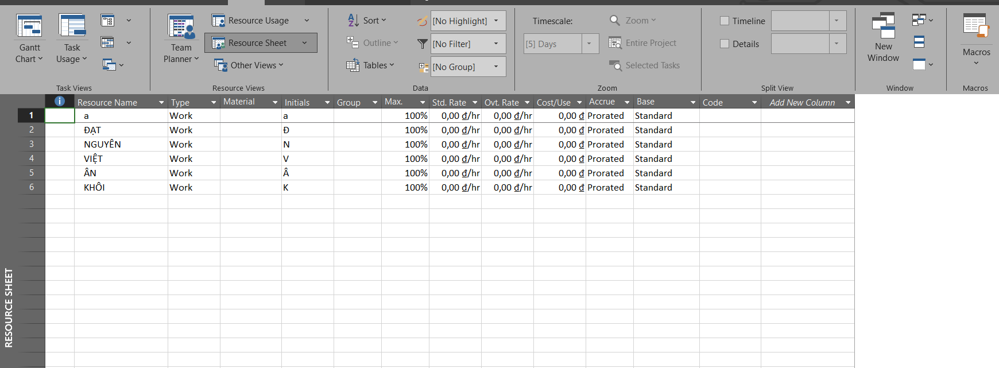 Gantt Chart
Task Usage
Task Views
Team Planner
Resource Usage
Resource Sheet
Other Views
Resource Views
Sort
Outline
Tables
[No Highlight]
[No Filter]
[No Group]
Data
Timescale:
[5] Days
Zoom
Entire Project
Selected Tasks
Zoom
Timeline
Details
Split View
New Window
Window
Macros
Macros
Resource Name Type Material Initials Group Max. Std. Rate Ovt. Rate Cost/Use Accrue Base Code Add New Column
1 a Work a 100% 0,00 ₫/hr 0,00 ₫/hr 0,00 ₫ Prorated Standard
2 ĐẠT Work Đ 100% 0,00 ₫/hr 0,00 ₫/hr 0,00 ₫ Prorated Standard
3 NGUYÊN Work N 100% 0,00 ₫/hr 0,00 ₫/hr 0,00 ₫ Prorated Standard
4 VIỆT Work V 100% 0,00 ₫/hr 0,00 ₫/hr 0,00 ₫ Prorated Standard
5 ÂN Work Â 100% 0,00 ₫/hr 0,00 ₫/hr 0,00 ₫ Prorated Standard
6 KHÔI Work K 100% 0,00 ₫/hr 0,00 ₫/hr 0,00 ₫ Prorated Standard
RESOURCE SHEET